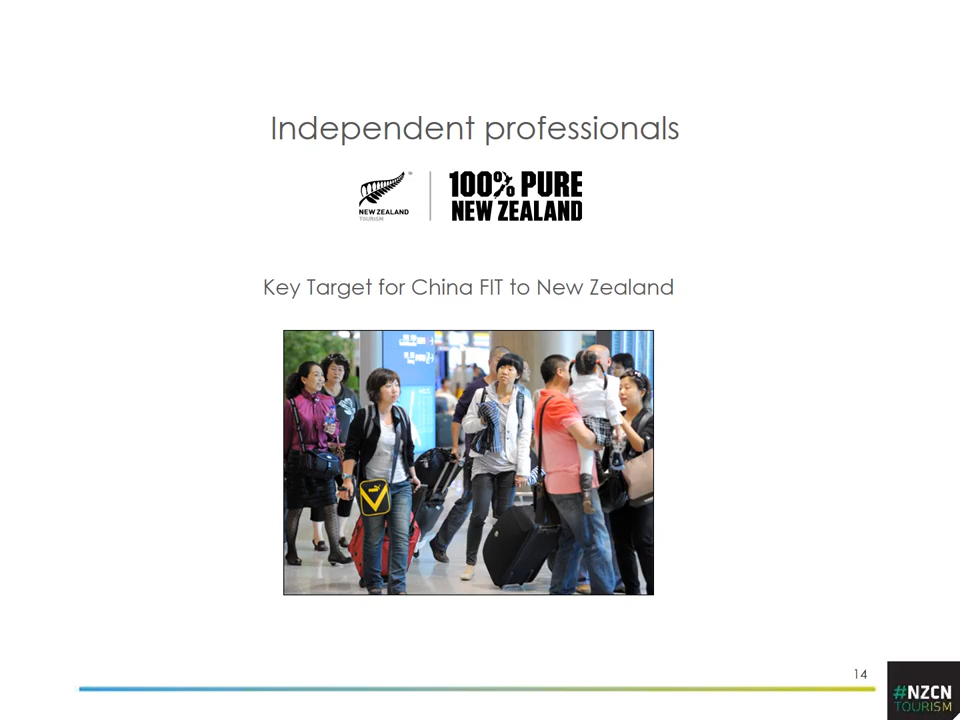 Independent professionals
NEW ZEALAND
TOURISM
100% PURE
NEW ZEALAND
Key Target for China FIT to New Zealand
14
#NZCN
TOURISM